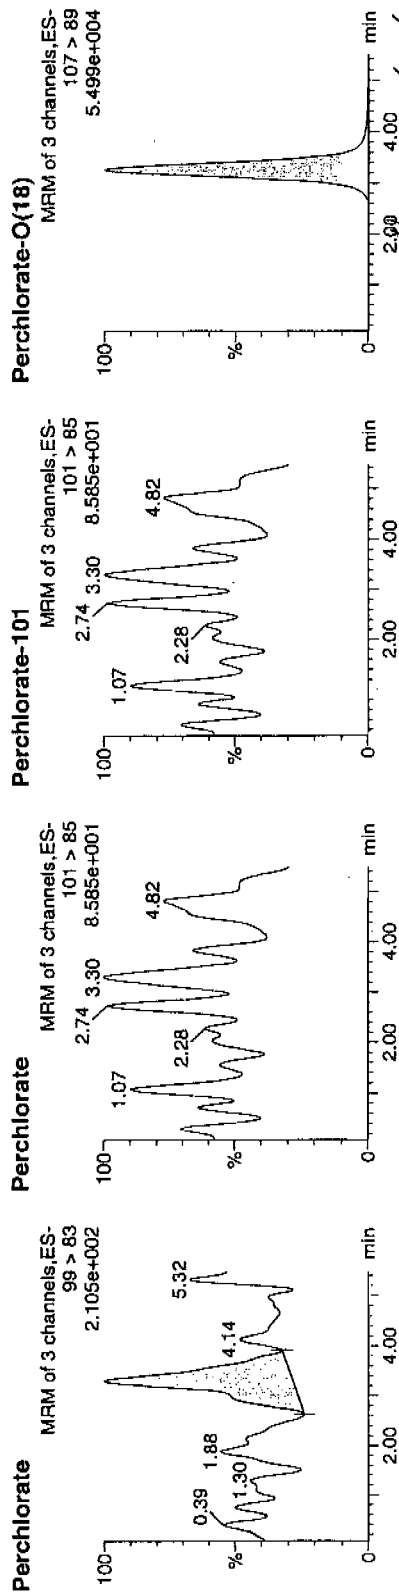 Perchlorate
MRM of 3 channels,ES-
99 > 83
2.105e+002
100
%
0
0.39
1.30
1.88
4.14
5.32
2.00
4.00
min
Perchlorate
MRM of 3 channels,ES-
101 > 85
8.585e+001
100
%
0
1.07
2.28
2.74
3.30
4.82
2.00
4.00
min
Perchlorate-101
MRM of 3 channels,ES-
101 > 85
8.585e+001
100
%
0
1.07
2.28
2.74
3.30
4.82
2.00
4.00
min
Perchlorate-O(18)
MRM of 3 channels,ES-
107 > 89
5.499e+004
100
%
0
2.00
4.00
min